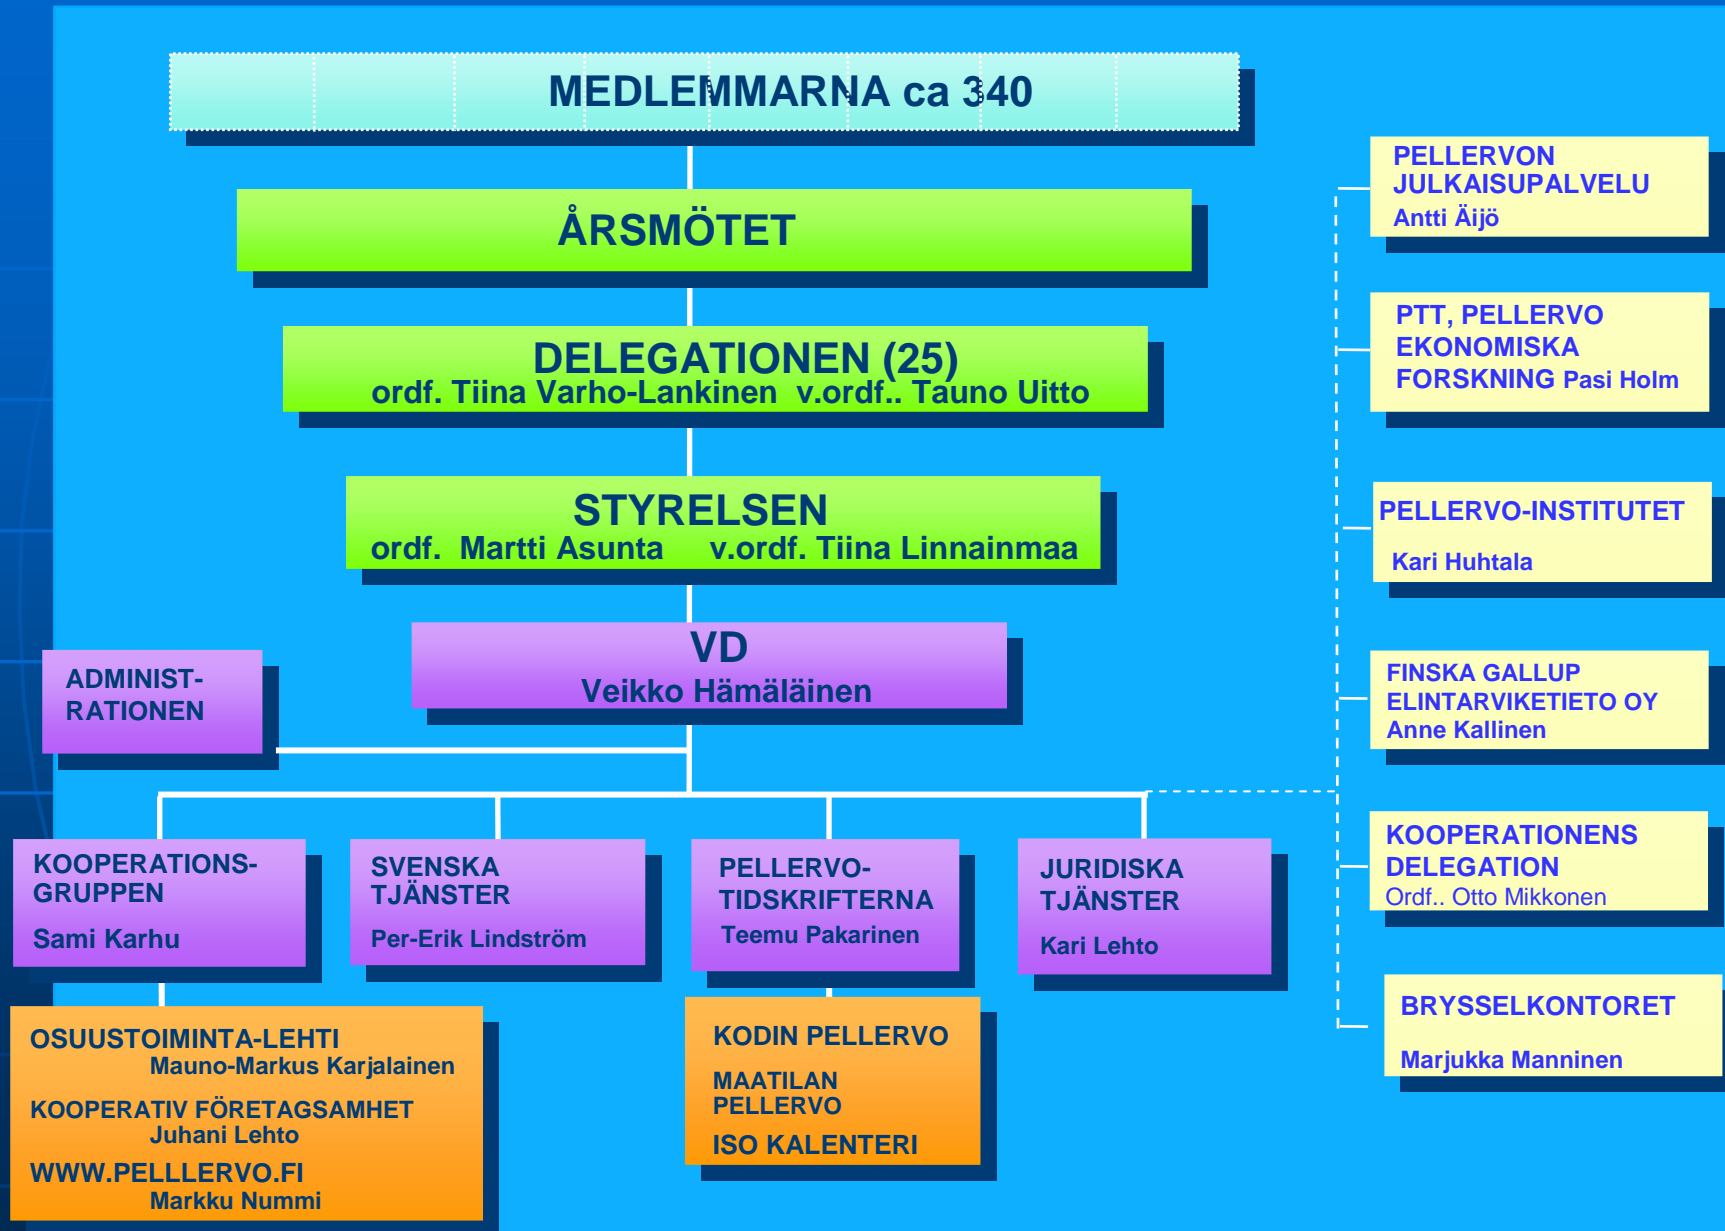 MEDLEMMARNA ca 340
ÅRSMÖTET
DELEGATIONEN (25)
ordf. Tiina Varho-Lankinen v.ordf.. Tauno Uitto
STYRELSEN
ordf. Martti Asunta v.ordf. Tiina Linnainmaa
VD
Veikko Hämäläinen
ADMINIST-
RATIONEN
KOOPERATIONS-
GRUPPEN
Sami Karhu
SVENSKA
TJÄNSTER
Per-Erik Lindström
PELLERVO-
TIDSKRIFTERNA
Teemu Pakarinen
JURIDISKA
TJÄNSTER
Kari Lehto
OSUUSTOIMINTA-LEHTI
Mauno-Markus Karjalainen
KOOPERATIV FÖRETAGSAMHET
Juhani Lehto
WWW.PELLLERVO.FI
Markku Nummi
KODIN PELLERVO
MAATILAN
PELLERVO
ISO KALENTERI
PELLERVON
JULKAISUPALVELU
Antti Äijö
PTT, PELLERVO
EKONOMISKA
FORSKNING Pasi Holm
PELLERVO-INSTITUTET
Kari Huhtala
FINSKA GALLUP
ELINTARVIKETIETO OY
Anne Kallinen
KOOPERATIONENS
DELEGATION
Ordf.. Otto Mikkonen
BRYSSELKONTORET
Marjukka Manninen